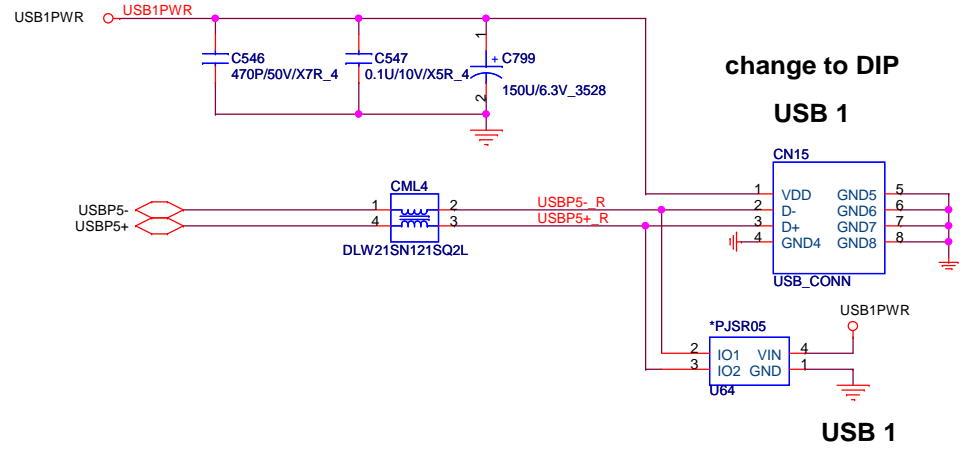 USB1PWR
USB1PWR
C546
470P/50V/X7R_4
C547
0.1U/10V/X5R_4
1
+
C799
2
150U/6.3V_3528
change to DIP
USB 1
CN15
1 VDD GND5 5
2 D- GND6 6
3 D+ GND7 7
4 GND4 GND8 8
USB_CONN
CML4
USBP5- 1 2 USBP5-_R
USBP5+ 4 3 USBP5+_R
DLW21SN121SQ2L
USB1PWR
*PJSR05
2 IO1 VIN 4
3 IO2 GND 1
U64
USB 1